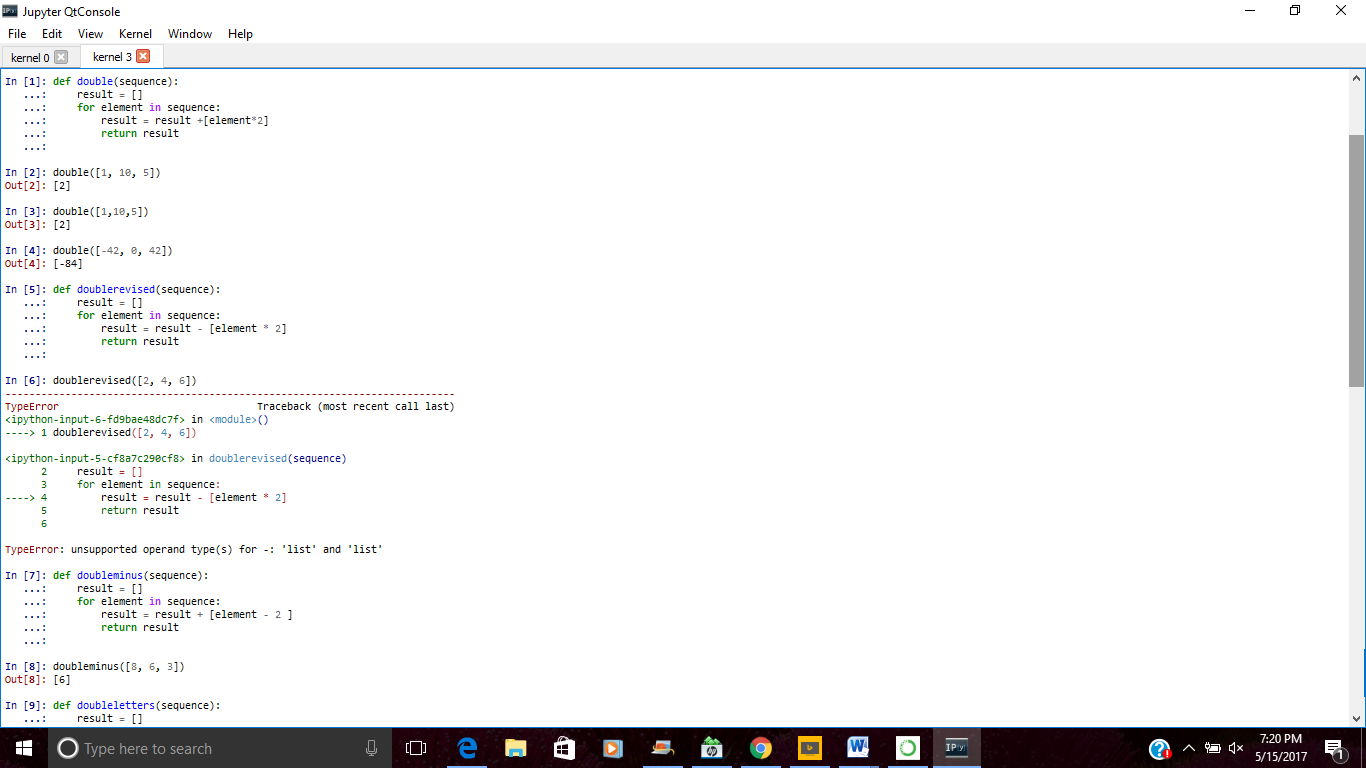 Jupyter QtConsole
File Edit View Kernel Window Help
kernel 0 kernel 3
In [1]: def double(sequence):
   ...:     result = []
   ...:     for element in sequence:
   ...:         result = result +[element*2]
   ...:         return result
   ...:
In [2]: double([1, 10, 5])
Out[2]: [2]
In [3]: double([1,10,5])
Out[3]: [2]
In [4]: double([-42, 0, 42])
Out[4]: [-84]
In [5]: def doublerevised(sequence):
   ...:     result = []
   ...:     for element in sequence:
   ...:         result = result - [element * 2]
   ...:         return result
   ...:
In [6]: doublerevised([2, 4, 6])
---------------------------------------------------------------------------
TypeError                                 Traceback (most recent call last)
<ipython-input-6-fd9bae48dc7f> in <module>()
----> 1 doublerevised([2, 4, 6])
<ipython-input-5-cf8a7c290cf8> in doublerevised(sequence)
      2     result = []
      3     for element in sequence:
----> 4         result = result - [element * 2]
      5         return result
      6
TypeError: unsupported operand type(s) for -: 'list' and 'list'
In [7]: def doubleminus(sequence):
   ...:     result = []
   ...:     for element in sequence:
   ...:         result = result + [element - 2 ]
   ...:         return result
   ...:
In [8]: doubleminus([8, 6, 3])
Out[8]: [6]
In [9]: def doubleletters(sequence):
   ...:     result = []
Type here to search
7:20 PM
5/15/2017
1